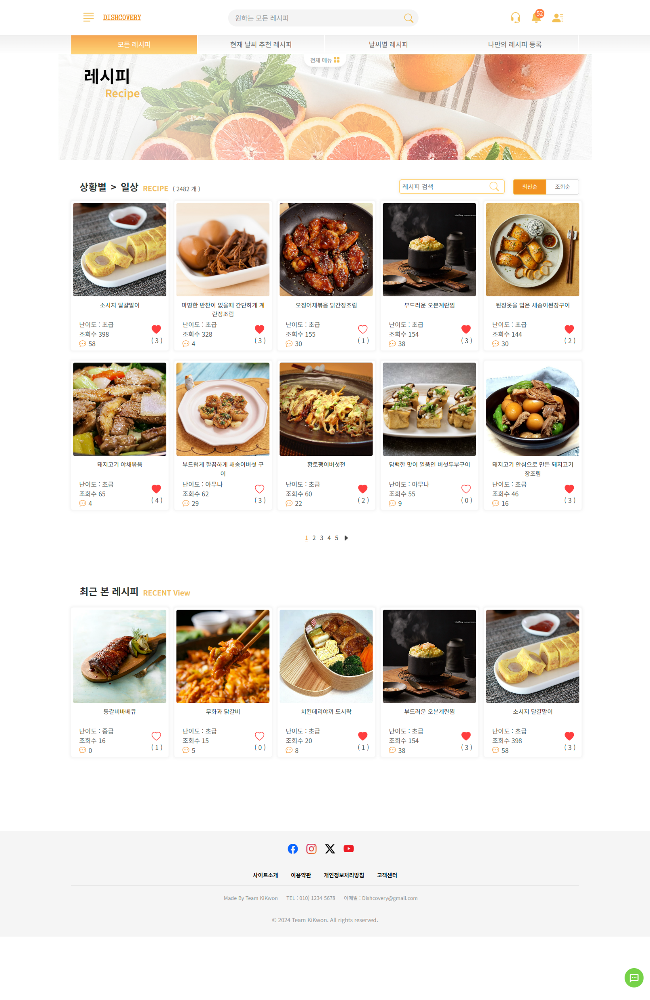 DISHCOVERY
원하는 모든 레시피
52
모든 레시피
현재 날씨 추천 레시피
날씨별 레시피
나만의 레시피 등록
전체 메뉴
레시피
Recipe
상황별 > 일상 RECIPE ( 2482 개 )
레시피 검색
최신순
조회순
소시지 달걀말이
난이도 : 초급
조회수 398
58
( 3 )
마땅한 반찬이 없을때 간단하게 계
란장조림
난이도 : 초급
조회수 328
4
( 3 )
오징어채볶음 닭간장조림
난이도 : 초급
조회수 155
30
( 1 )
부드러운 오븐계란찜
난이도 : 초급
조회수 154
38
( 3 )
된장옷을 입은 새송이된장구이
난이도 : 초급
조회수 144
30
( 2 )
돼지고기 야채볶음
난이도 : 초급
조회수 65
4
( 4 )
부드럽게 깔끔하게 새송이버섯 구
이
난이도 : 아무나
조회수 62
29
( 3 )
황토팽이버섯전
난이도 : 초급
조회수 60
22
( 2 )
담백한 맛이 일품인 버섯두부구이
난이도 : 아무나
조회수 55
9
( 0 )
돼지고기 안심으로 만든 돼지고기
장조림
난이도 : 초급
조회수 46
16
( 3 )
1 2 3 4 5
최근 본 레시피 RECENT View
등갈비바베큐
난이도 : 중급
조회수 16
0
( 1 )
무화과 닭갈비
난이도 : 초급
조회수 15
5
( 0 )
치킨데리야끼 도시락
난이도 : 초급
조회수 20
8
( 1 )
부드러운 오븐계란찜
난이도 : 초급
조회수 154
38
( 3 )
소시지 달걀말이
난이도 : 초급
조회수 398
58
( 3 )
사이트소개 이용약관 개인정보처리방침 고객센터
Made By Team KiKwon TEL : 010) 1234-5678 이메일 : Dishcovery@gmail.com
© 2024 Team KiKwon. All rights reserved.